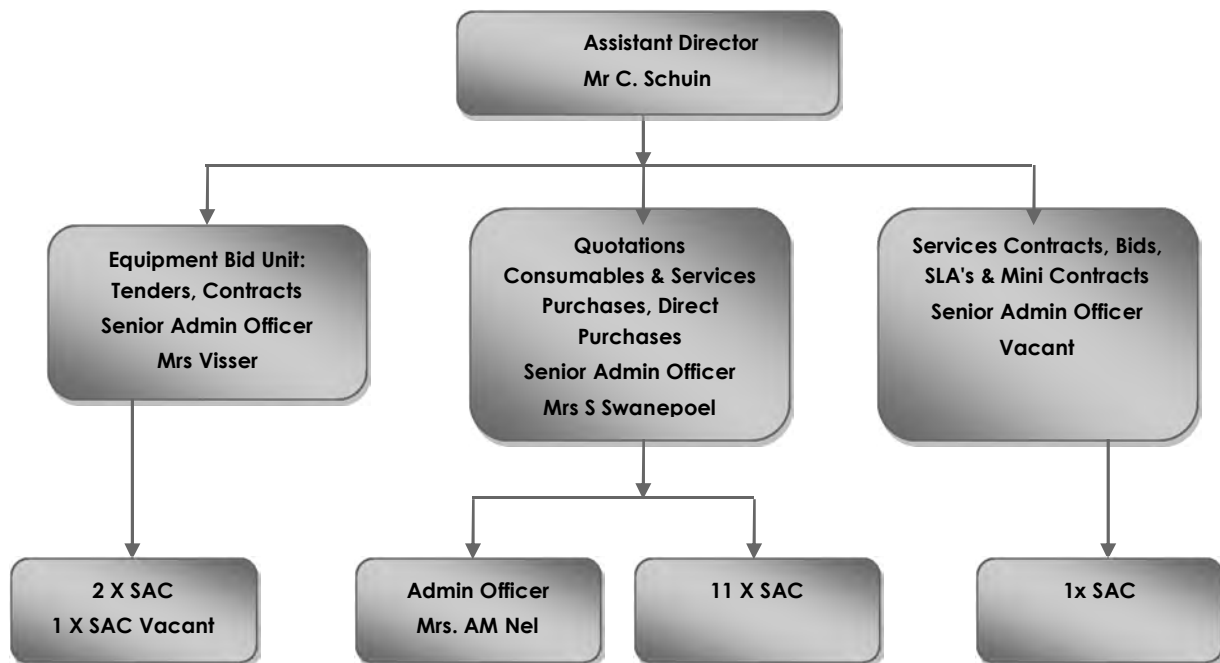 Assistant Director
Mr C. Schuin
Equipment Bid Unit:
Tenders, Contracts
Senior Admin Officer
Mrs Visser
Quotations
Consumables & Services
Purchases, Direct
Purchases
Senior Admin Officer
Mrs S Swanepoel
Services Contracts, Bids,
SLA's & Mini Contracts
Senior Admin Officer
Vacant
2 X SAC
1 X SAC Vacant
Admin Officer
Mrs. AM Nel
11 X SAC
1x SAC